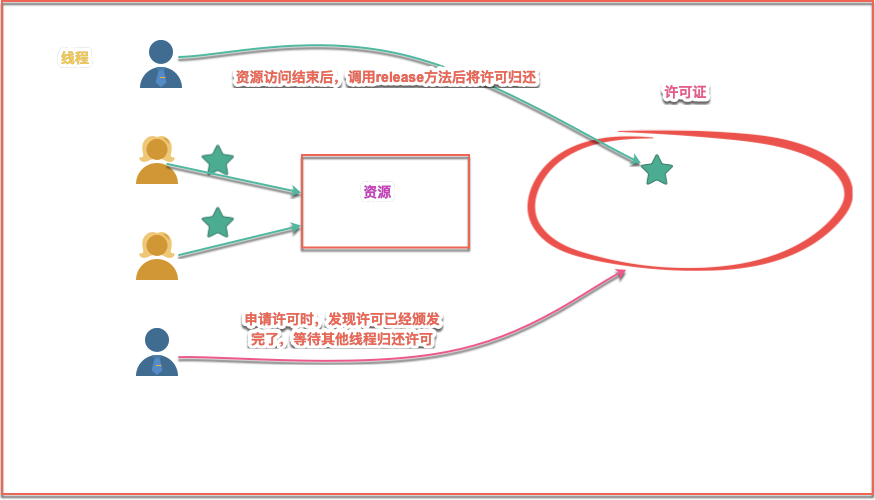 线程
资源访问结束后，调用release方法后将许可归还
许可证
资源
申请许可时，发现许可已经颁发
完了，等待其他线程归还许可